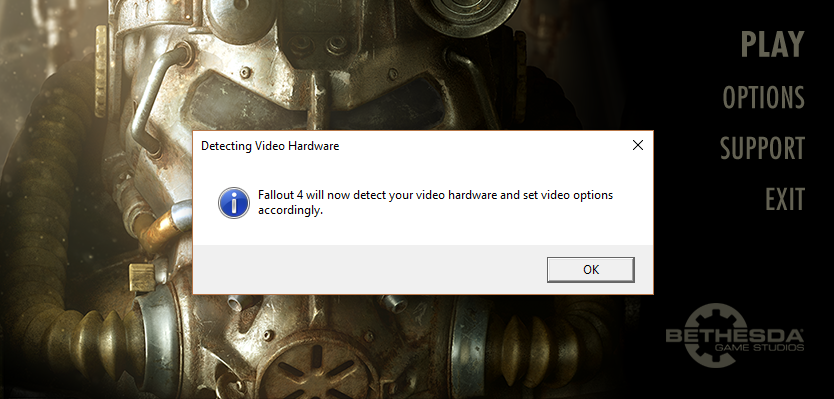 PLAY
OPTIONS
SUPPORT
EXIT
Detecting Video Hardware
Fallout 4 will now detect your video hardware and set video options
accordingly.
OK
BETHESDA
GAME STUDIOS